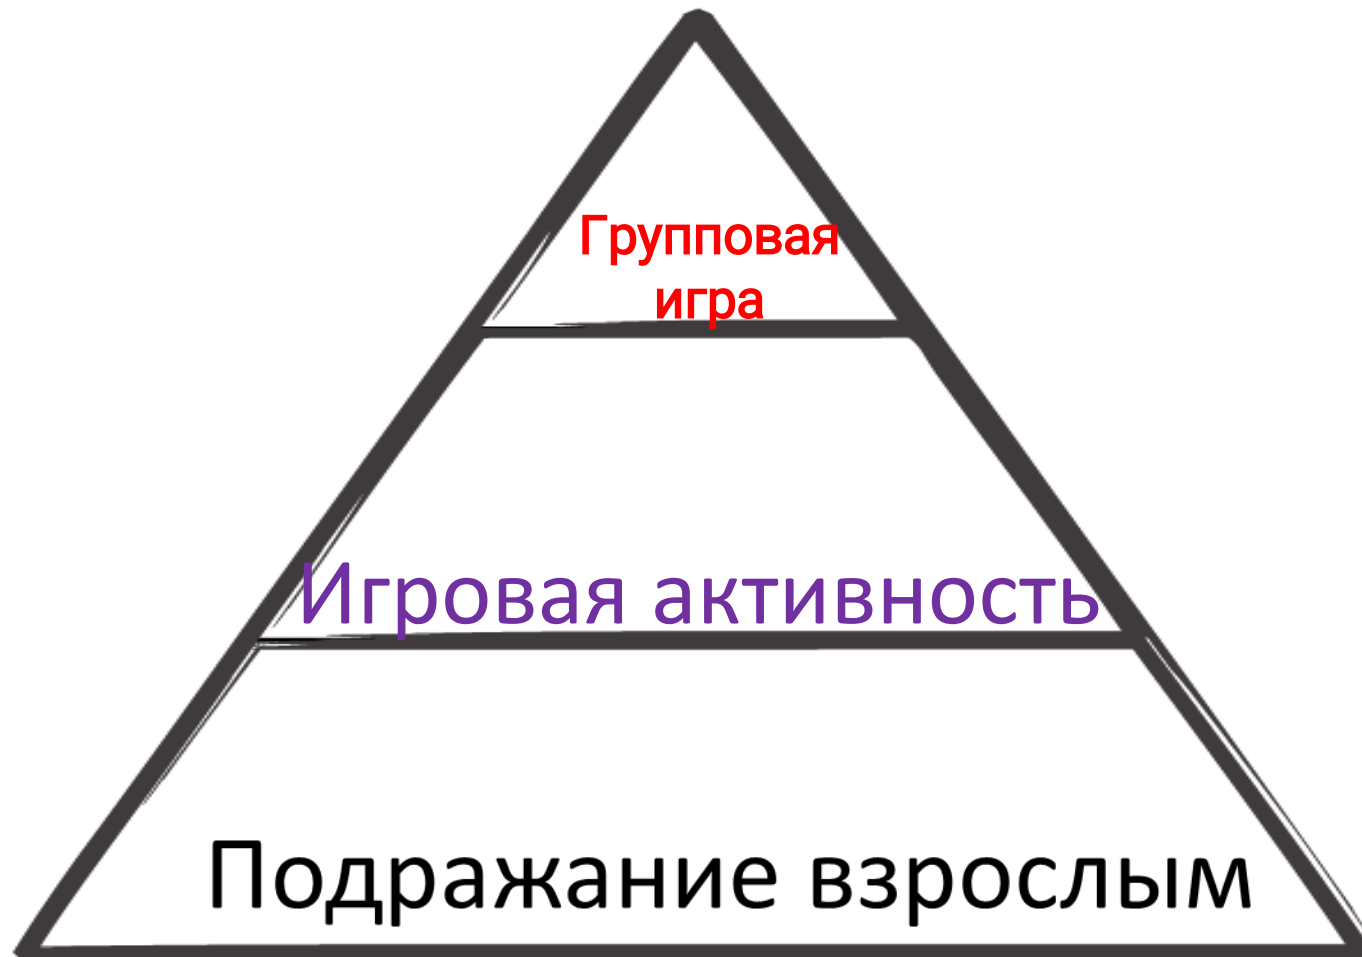 Групповая
игра
Игровая активность
Подражание взрослым